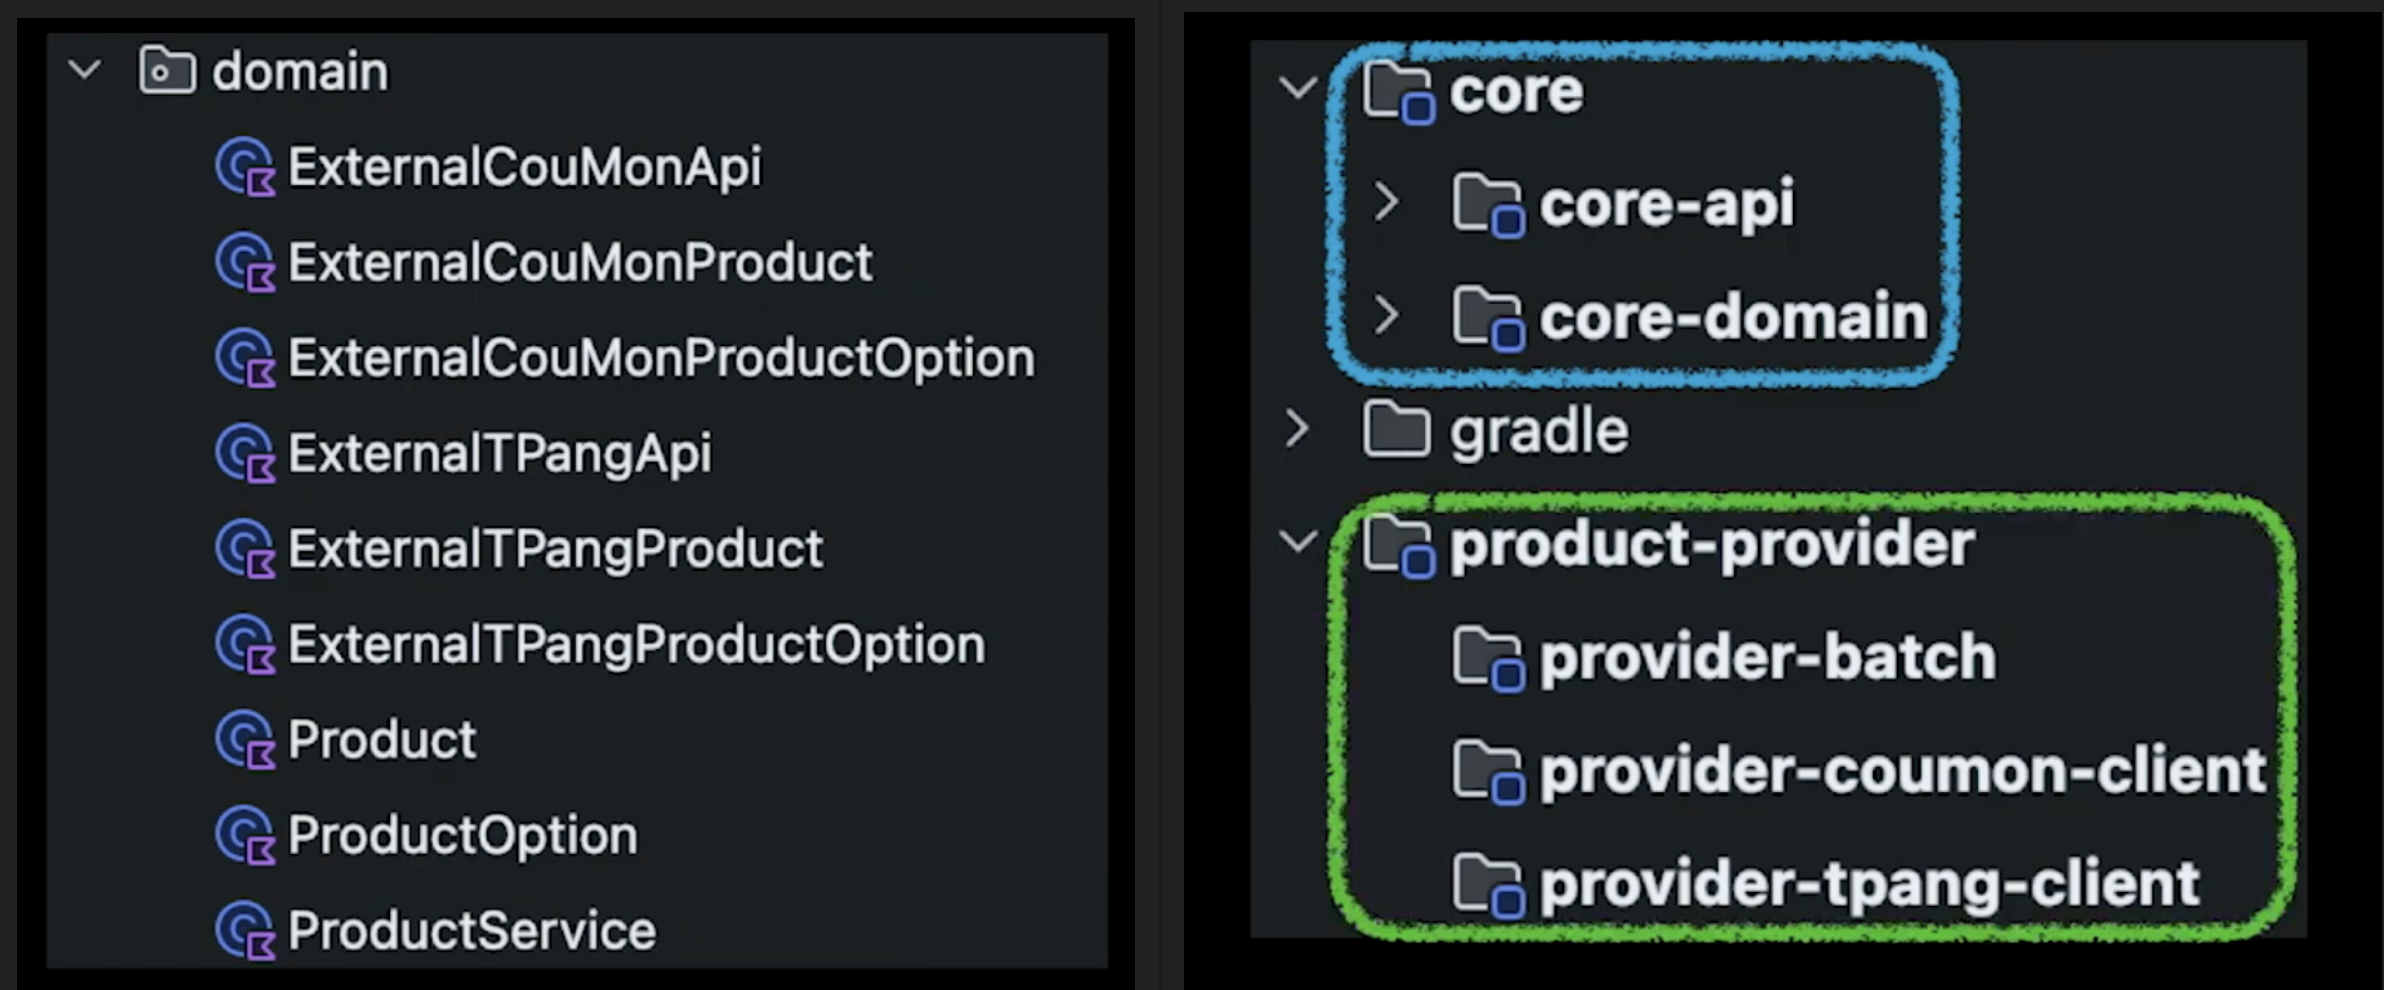 domain
ExternalCouMonApi
ExternalCouMonProduct
ExternalCouMonProductOption
ExternalTPangApi
ExternalTPangProduct
ExternalTPangProductOption
Product
ProductOption
ProductService
core
core-api
core-domain
gradle
product-provider
provider-batch
provider-coumon-client
provider-tpang-client